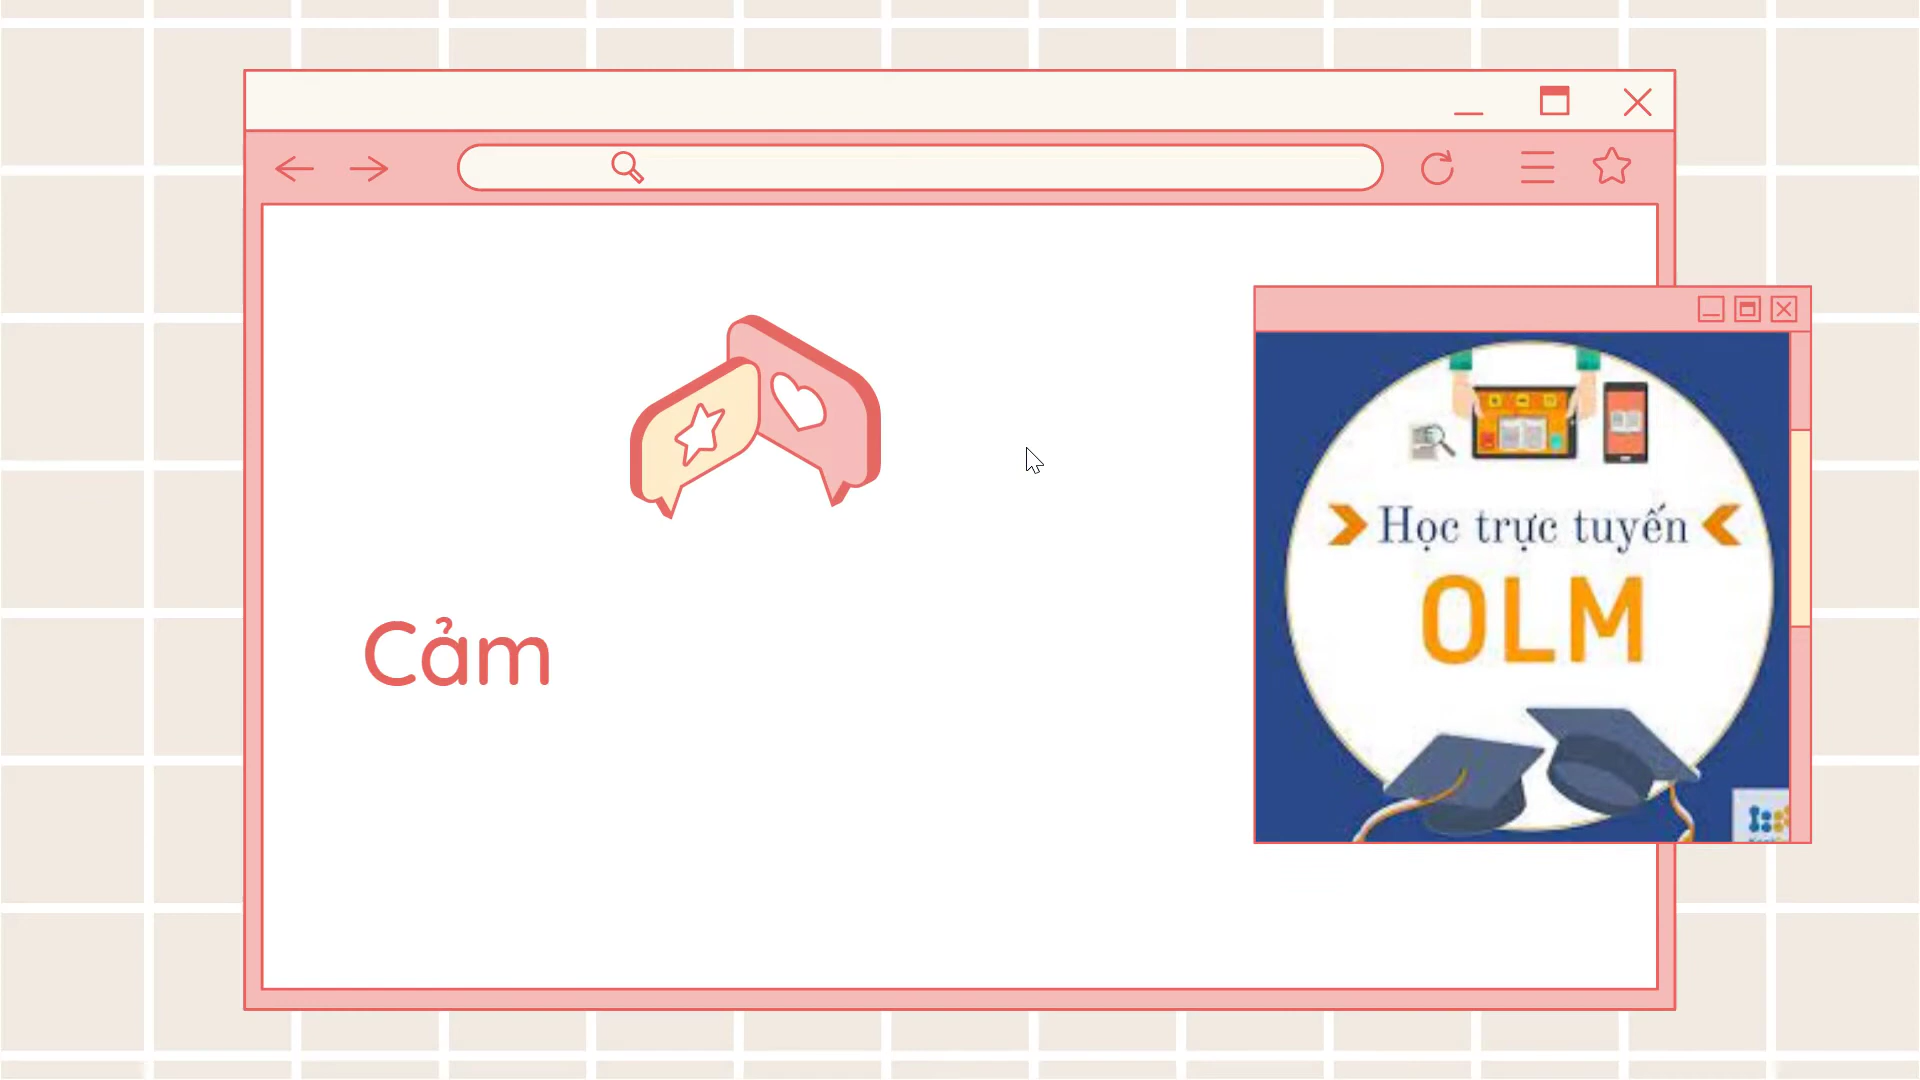 Cảm
Học trực tuyến
OLM